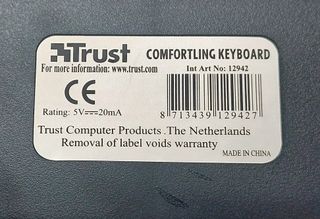 Trust COMFORTLING KEYBOARD
For more information: www.trust.com Int Art No: 12942
CE
Rating: 5V⎓20mA
8 713439 129427
Trust Computer Products .The Netherlands
Removal of label voids warranty
MADE IN CHINA